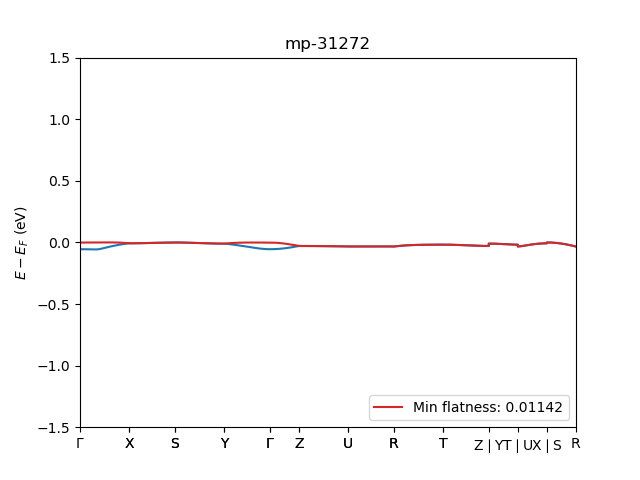 mp-31272
1.5
1.0
0.5
0.0
−0.5
−1.0
−1.5
E − E_F (eV)
Min flatness: 0.01142
Γ X S Y Γ Z U R T Z | YT | UX | S R